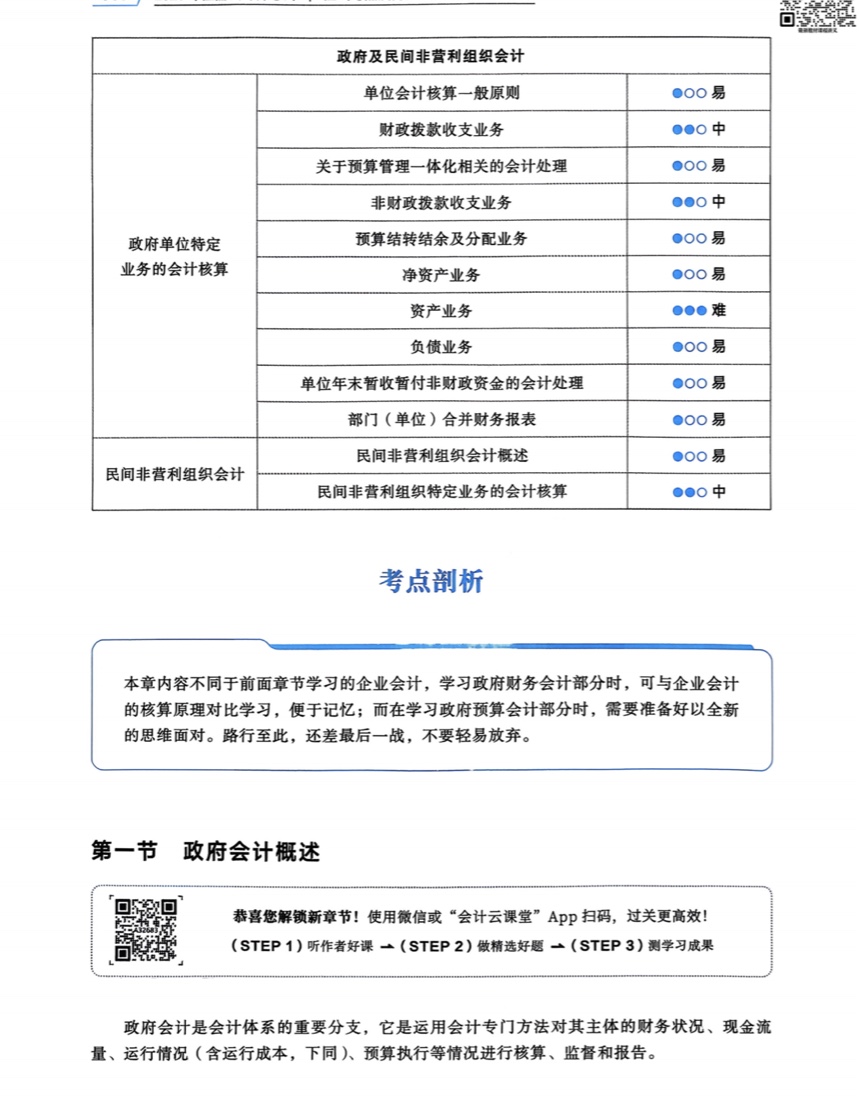 政府及民间非营利组织会计
政府单位特定
业务的会计核算
单位会计核算一般原则
易
财政拨款收支业务
中
关于预算管理一体化相关的会计处理
易
非财政拨款收支业务
中
预算结转结余及分配业务
易
净资产业务
易
资产业务
难
负债业务
易
单位年末暂收暂付非财政资金的会计处理
易
部门（单位）合并财务报表
易
民间非营利组织会计
民间非营利组织会计概述
易
民间非营利组织特定业务的会计核算
中
考点剖析
本章内容不同于前面章节学习的企业会计，学习政府财务会计部分时，可与企业会计
的核算原理对比学习，便于记忆；而在学习政府预算会计部分时，需要准备好以全新
的思维面对。路行至此，还差最后一战，不要轻易放弃。
第一节 政府会计概述
恭喜您解锁新章节！使用微信或“会计云课堂”App 扫码，过关更高效！
（STEP 1）听作者好课 ⇀（STEP 2）做精选好题 ⇀（STEP 3）测学习成果
政府会计是会计体系的重要分支，它是运用会计专门方法对其主体的财务状况、现金流
量、运行情况（含运行成本，下同）、预算执行等情况进行核算、监督和报告。